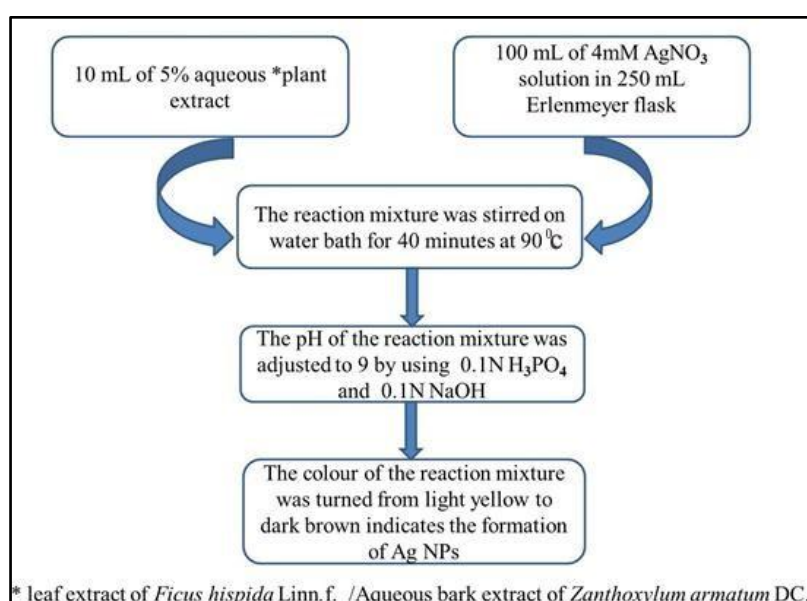 10 mL of 5% aqueous *plant
extract
100 mL of 4mM AgNO₃
solution in 250 mL
Erlenmeyer flask
The reaction mixture was stirred on
water bath for 40 minutes at 90⁰C
The pH of the reaction mixture was
adjusted to 9 by using 0.1N H₃PO₄
and 0.1N NaOH
The colour of the reaction mixture
was turned from light yellow to
dark brown indicates the formation
of Ag NPs
* leaf extract of Ficus hispida Linn.f. /Aqueous bark extract of Zanthoxylum armatum DC.